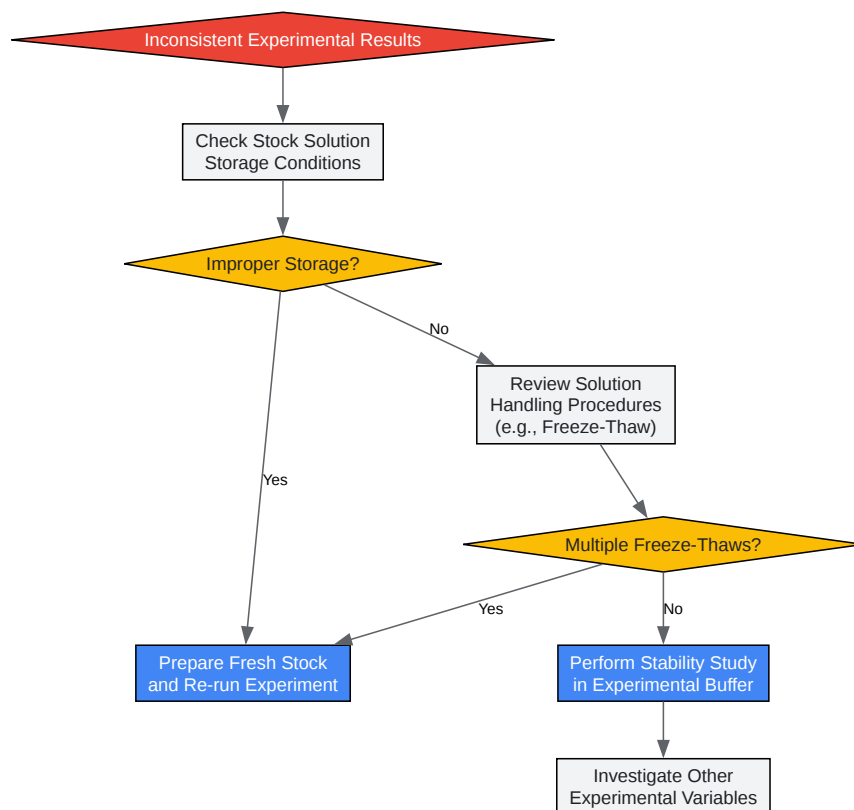 Inconsistent Experimental Results
Check Stock Solution
Storage Conditions
Improper Storage?
No
Review Solution
Handling Procedures
(e.g., Freeze-Thaw)
Yes
Multiple Freeze-Thaws?
Yes
No
Prepare Fresh Stock
and Re-run Experiment
Perform Stability Study
in Experimental Buffer
Investigate Other
Experimental Variables